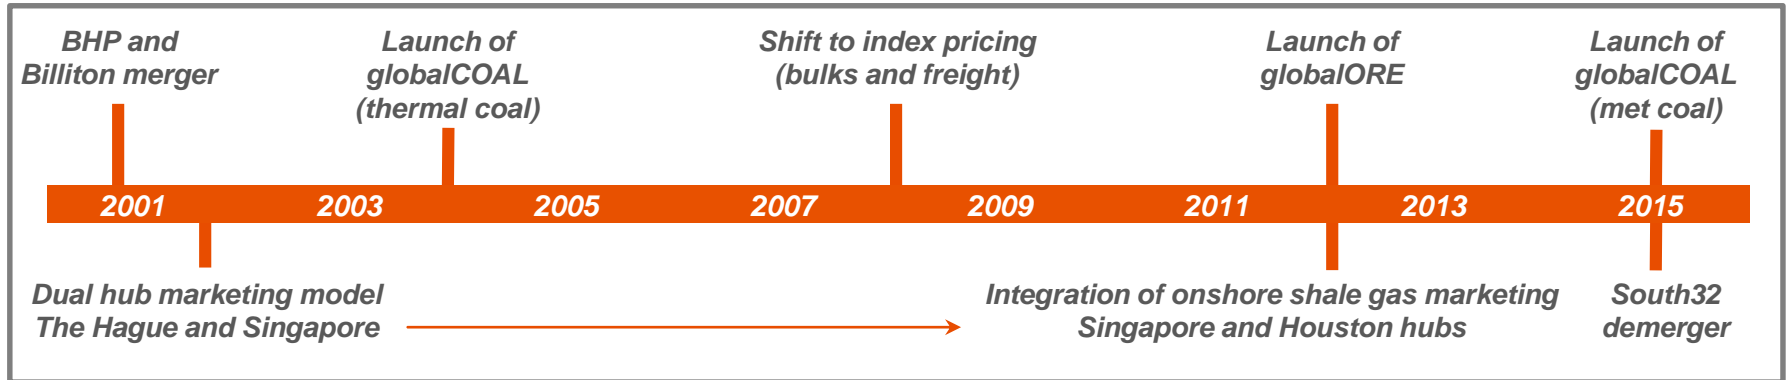 BHP and
Billiton merger
Launch of
globalCOAL
(thermal coal)
Shift to index pricing
(bulks and freight)
Launch of
globalORE
Launch of
globalCOAL
(met coal)
2001 2003 2005 2007 2009 2011 2013 2015
Dual hub marketing model
The Hague and Singapore
Integration of onshore shale gas marketing
Singapore and Houston hubs
South32
demerger